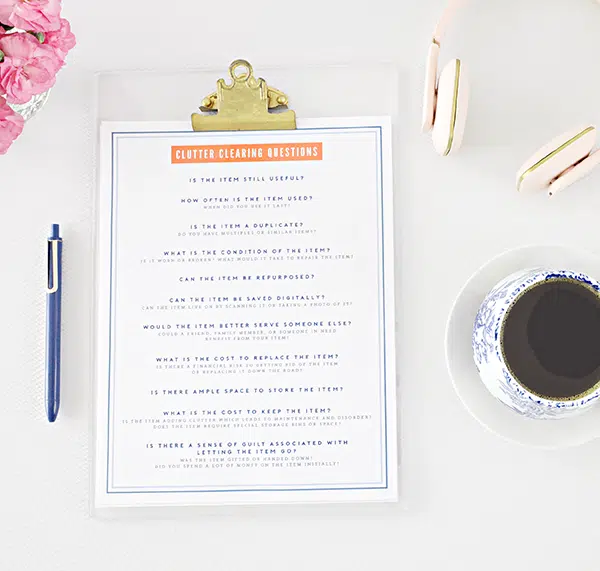 CLUTTER CLEARING QUESTIONS
IS THE ITEM STILL USEFUL?
HOW OFTEN IS THE ITEM USED?
WHEN DID YOU USE IT LAST?
IS THE ITEM A DUPLICATE?
DO YOU HAVE MULTIPLES OR SIMILAR ITEMS?
WHAT IS THE CONDITION OF THE ITEM?
IS IT WORN OR BROKEN? WHAT WOULD IT TAKE TO REPAIR THE ITEM?
CAN THE ITEM BE REPURPOSED?
CAN THE ITEM BE SAVED DIGITALLY?
CAN THE ITEM LIVE ON BY SCANNING IT OR TAKING A PHOTO OF IT?
WOULD THE ITEM BETTER SERVE SOMEONE ELSE?
COULD A FRIEND, FAMILY MEMBER, OR SOMEONE IN NEED
BENEFIT FROM YOUR ITEM?
WHAT IS THE COST TO REPLACE THE ITEM?
IS THERE A FINANCIAL RISK IN GETTING RID OF THE ITEM
OR REPLACING IT DOWN THE ROAD?
IS THERE AMPLE SPACE TO STORE THE ITEM?
WHAT IS THE COST TO KEEP THE ITEM?
IS THE ITEM ADDING CLUTTER WHICH LEADS TO MAINTENANCE AND DISORDER?
DOES THE ITEM REQUIRE SPECIAL STORAGE BINS OR SPACE?
IS THERE A SENSE OF GUILT ASSOCIATED WITH
LETTING THE ITEM GO?
WAS THE ITEM GIFTED OR HANDED DOWN?
DID YOU SPEND A LOT OF MONEY ON THE ITEM INITIALLY?